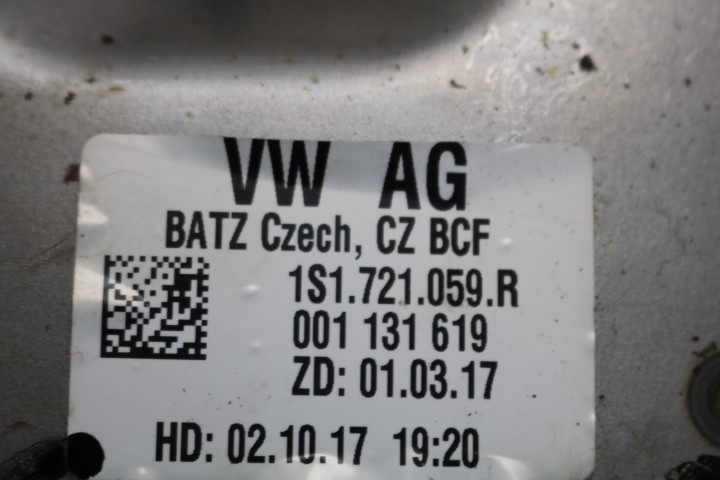 VW AG
BATZ Czech, CZ BCF
1S1.721.059.R
001 131 619
ZD: 01.03.17
HD: 02.10.17 19:20